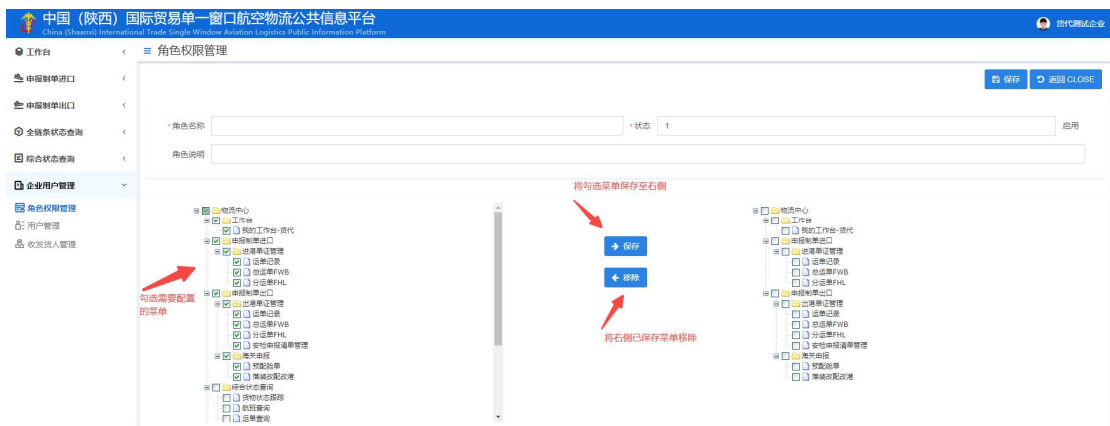 中国（陕西）国际贸易单一窗口航空物流公共信息平台
China (Shaanxi) International Trade Single Window Aviation Logistics Public Information Platform
货代测试企业
工作台
角色权限管理
申报制单进口
保存
返回 CLOSE
申报制单出口
全链条状态查询
*角色名称
*状态 1
启用
综合状态查询
角色说明
企业用户管理
将勾选菜单保存至右侧
角色权限管理
用户管理
收发货人管理
物流中心
工作台
我的工作台-货代
申报制单进口
进港单证管理
运单记录
总运单FWB
分运单FHL
申报制单出口
出港单证管理
运单记录
总运单FWB
分运单FHL
安检申报清单管理
海关申报
预配舱单
落装改配改港
综合状态查询
货物状态跟踪
航班查询
运单查询
勾选需要配置
的菜单
保存
移除
将右侧已保存菜单移除
物流中心
工作台
我的工作台-货代
申报制单进口
进港单证管理
运单记录
总运单FWB
分运单FHL
申报制单出口
出港单证管理
运单记录
总运单FWB
分运单FHL
安检申报清单管理
海关申报
预配舱单
落装改配改港